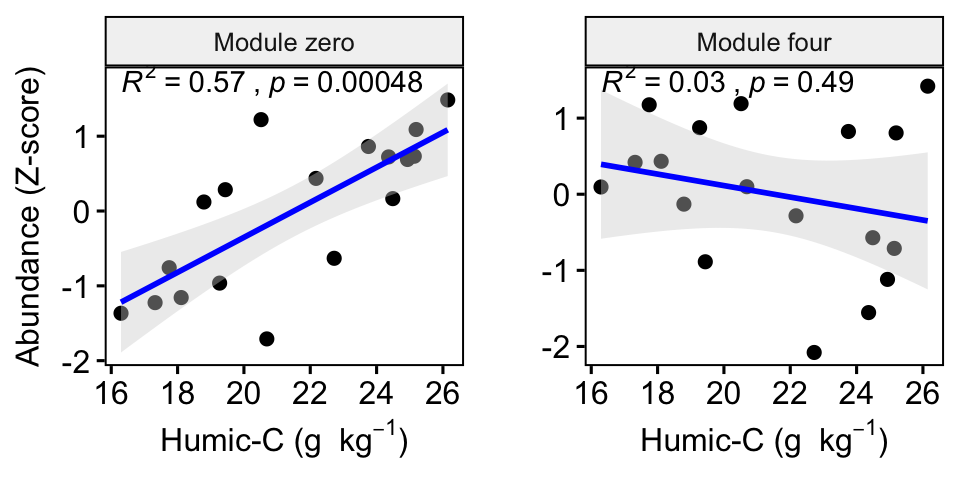 Module zero
Module four
R² = 0.57 , p = 0.00048
R² = 0.03 , p = 0.49
Abundance (Z-score)
1
0
-1
-2
1
0
-1
-2
16 18 20 22 24 26
16 18 20 22 24 26
Humic-C (g kg⁻¹)
Humic-C (g kg⁻¹)